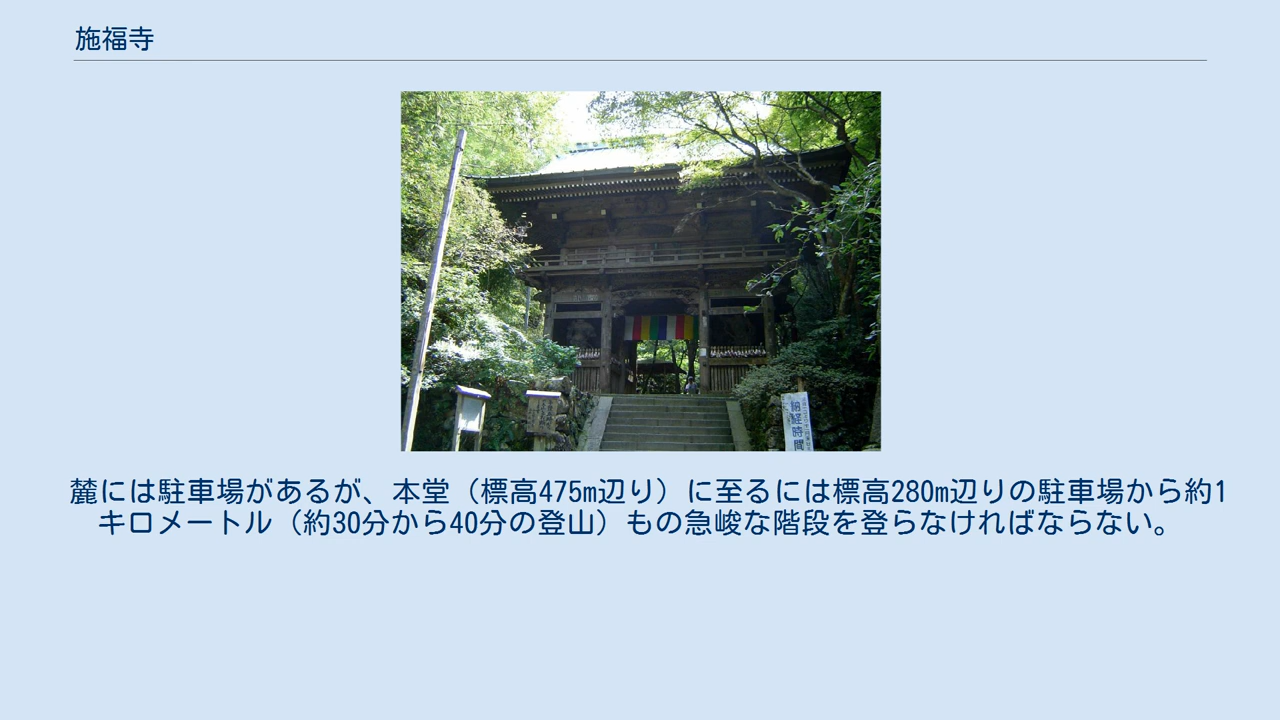 施福寺
納経時間
麓には駐車場があるが、本堂（標高475m辺り）に至るには標高280m辺りの駐車場から約1
キロメートル（約30分から40分の登山）もの急峻な階段を登らなければならない。